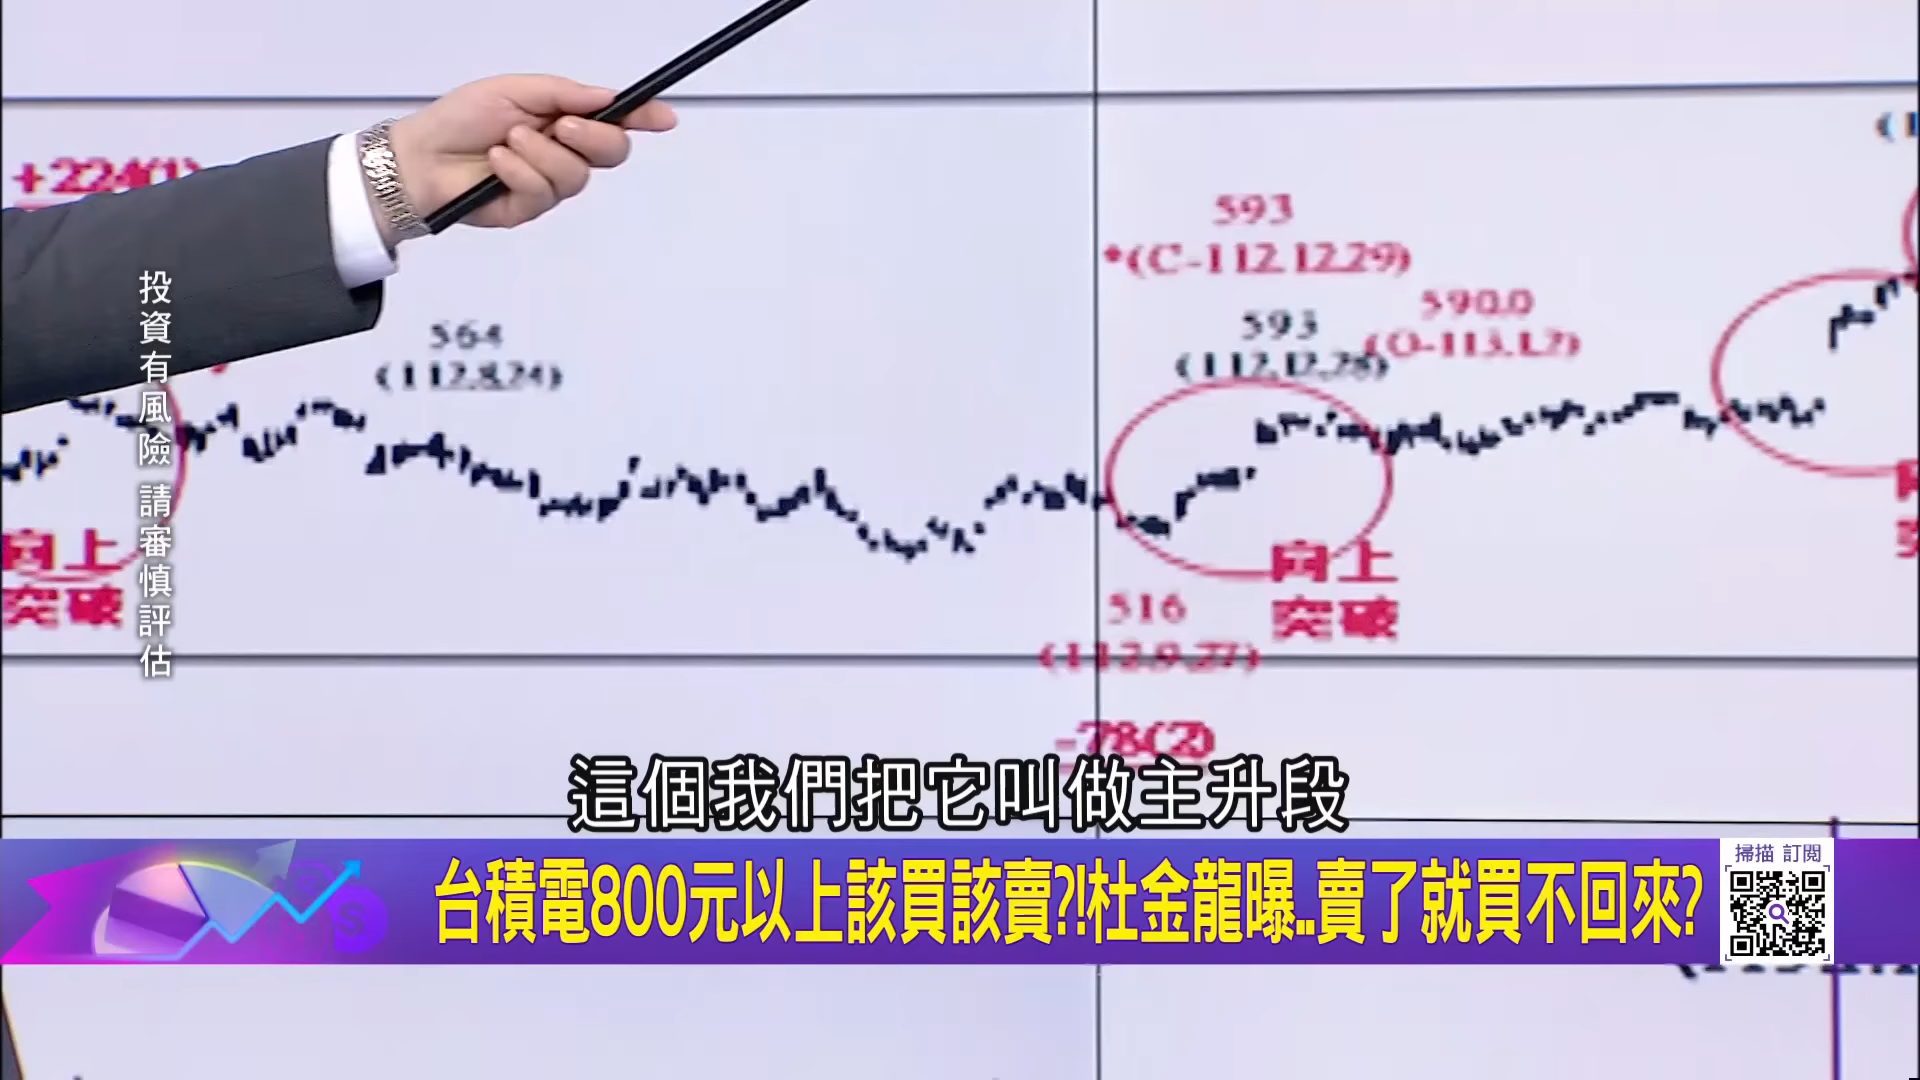 +224(1)
593
*(C-112.12.29)
590.0
(O-113.1.2)
564
(112.8.24)
593
(112.12.28)
投資有風險 請審慎評估
向上
突破
向上
突破
516
(112.9.27)
-78(2)
這個我們把它叫做主升段
台積電800元以上該買該賣?!杜金龍曝..賣了就買不回來?
掃描 訂閱